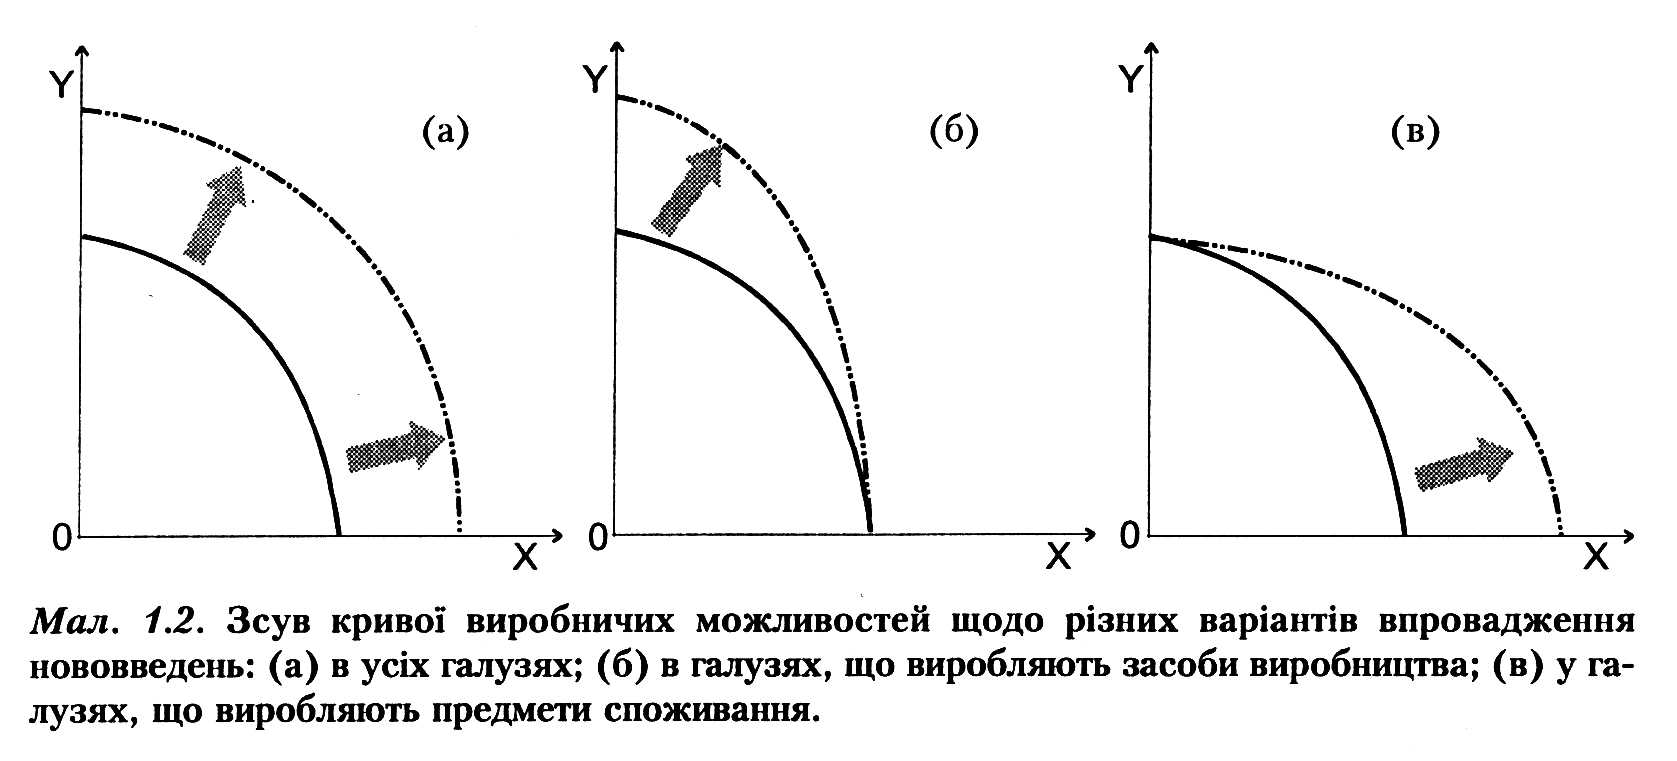 Y
(а)
0
X
Y
(б)
0
X
Y
(в)
0
X
Мал. 1.2. Зсув кривої виробничих можливостей щодо різних варіантів впровадження
нововведень: (а) в усіх галузях; (б) в галузях, що виробляють засоби виробництва; (в) у га-
лузях, що виробляють предмети споживання.